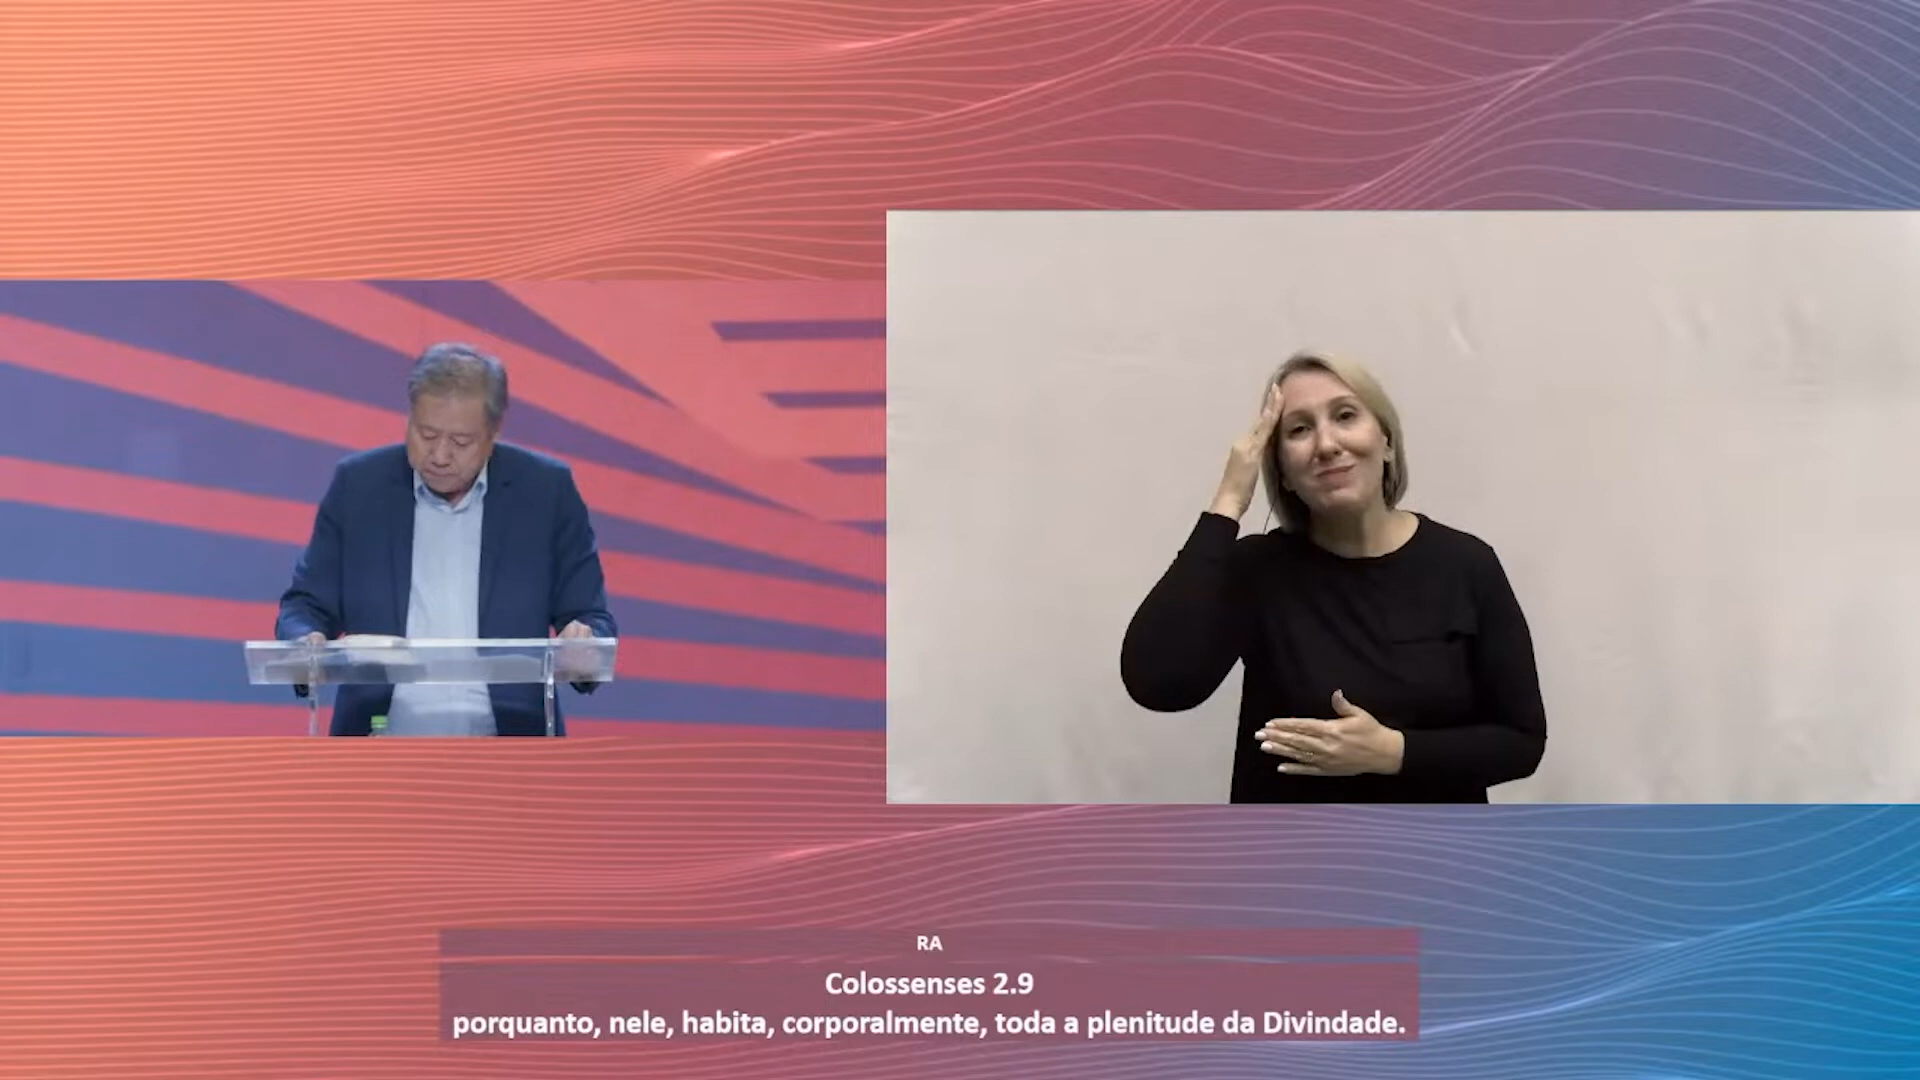 RA
Colossenses 2.9
porquanto, nele, habita, corporalmente, toda a plenitude da Divindade.